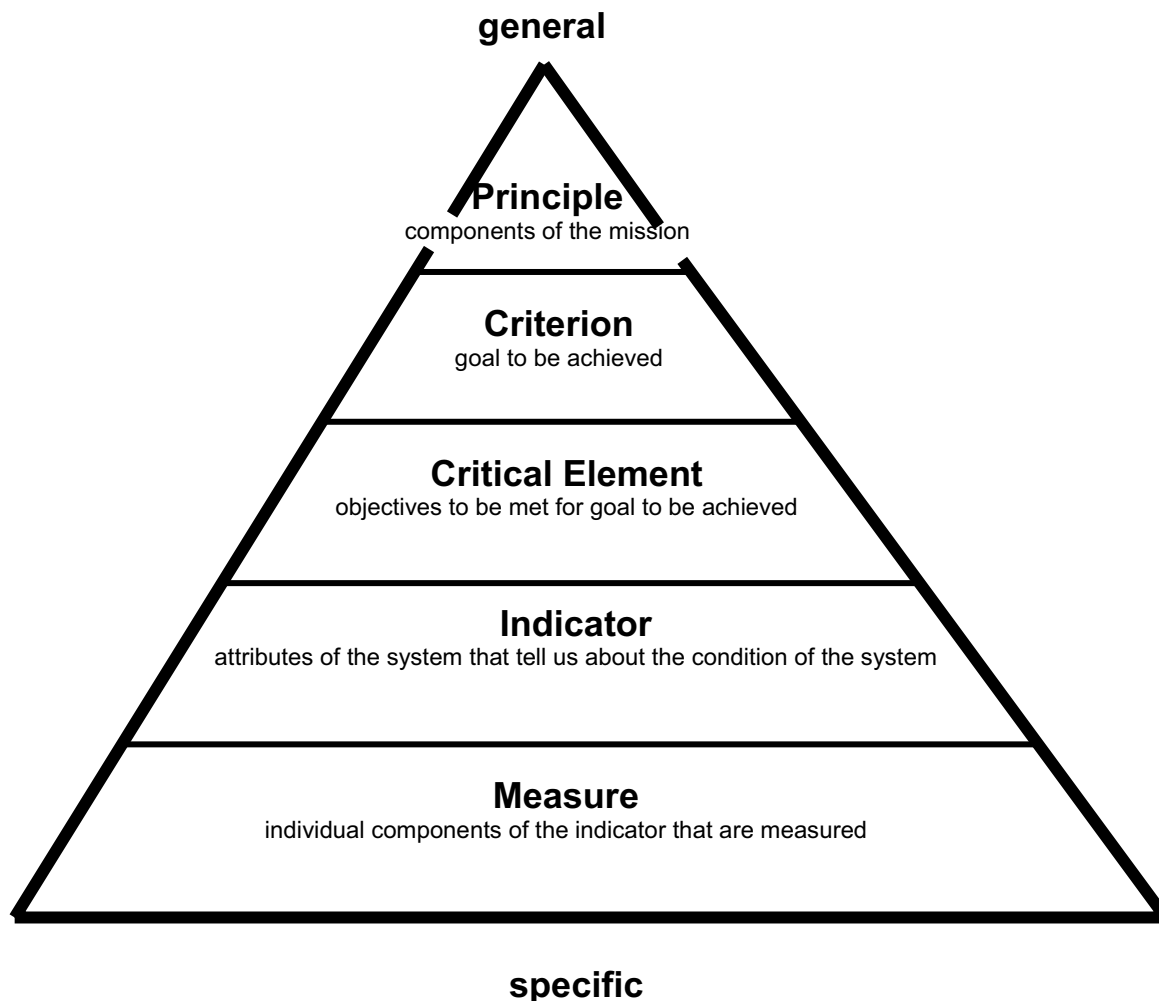 general
Principle
components of the mission
Criterion
goal to be achieved
Critical Element
objectives to be met for goal to be achieved
Indicator
attributes of the system that tell us about the condition of the system
Measure
individual components of the indicator that are measured
specific